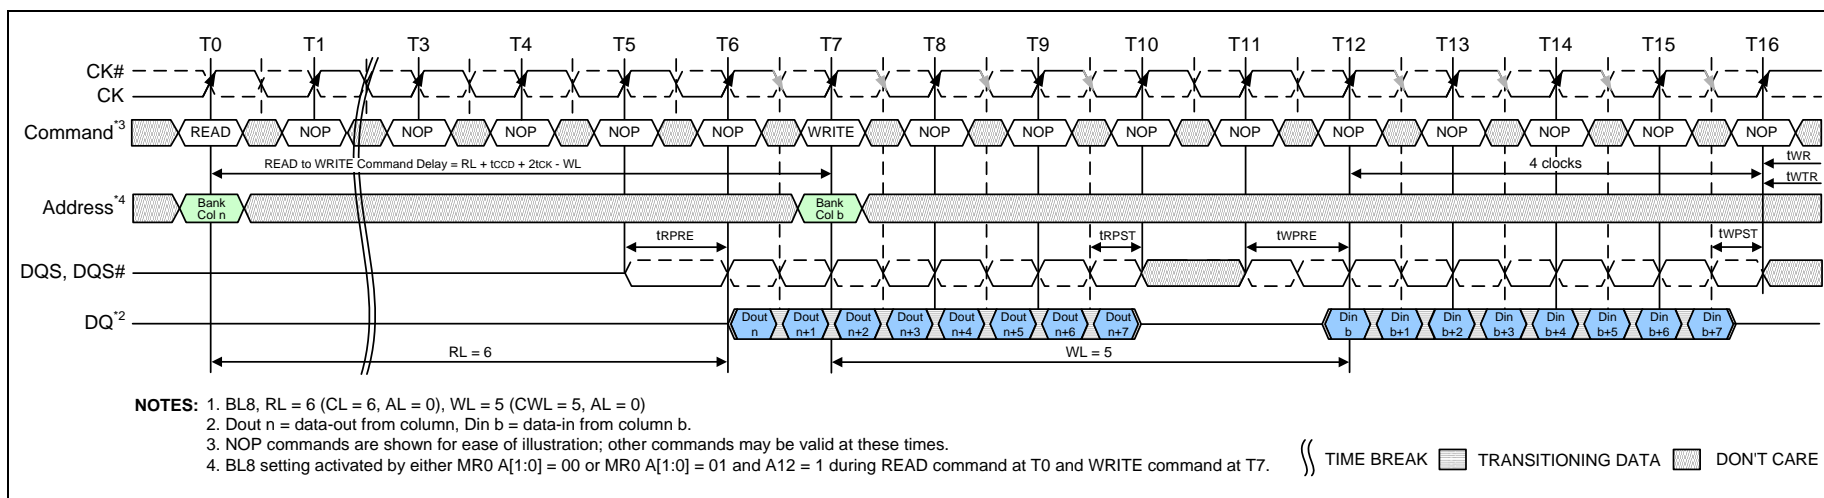 T0 T1 T3 T4 T5 T6 T7 T8 T9 T10 T11 T12 T13 T14 T15 T16
CK#
CK
Command*3 READ NOP NOP NOP NOP NOP WRITE NOP NOP NOP NOP NOP NOP NOP NOP NOP
READ to WRITE Command Delay = RL + tCCD + 2tCK - WL
4 clocks
tWR
tWTR
Address*4 Bank Col n Bank Col b
tRPRE tRPST tWPRE tWPST
DQS, DQS#
DQ*2 Dout n Dout n+1 Dout n+2 Dout n+3 Dout n+4 Dout n+5 Dout n+6 Dout n+7 Din b Din b+1 Din b+2 Din b+3 Din b+4 Din b+5 Din b+6 Din b+7
RL = 6 WL = 5
NOTES: 1. BL8, RL = 6 (CL = 6, AL = 0), WL = 5 (CWL = 5, AL = 0)
2. Dout n = data-out from column, Din b = data-in from column b.
3. NOP commands are shown for ease of illustration; other commands may be valid at these times.
4. BL8 setting activated by either MR0 A[1:0] = 00 or MR0 A[1:0] = 01 and A12 = 1 during READ command at T0 and WRITE command at T7.
TIME BREAK TRANSITIONING DATA DON'T CARE